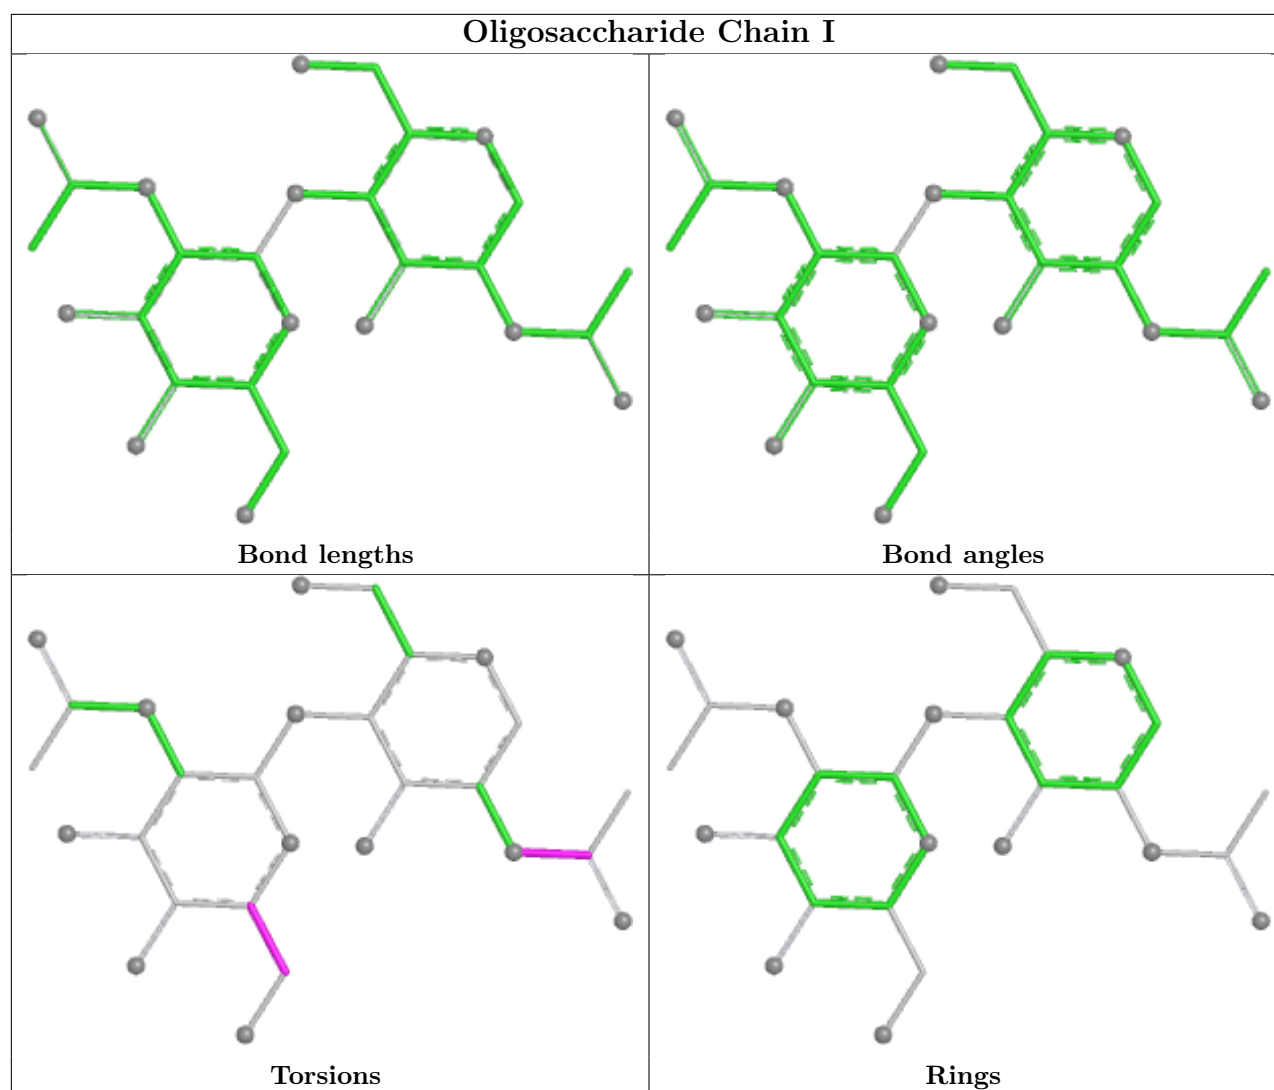 Oligosaccharide Chain I
Bond lengths
Bond angles
Torsions
Rings